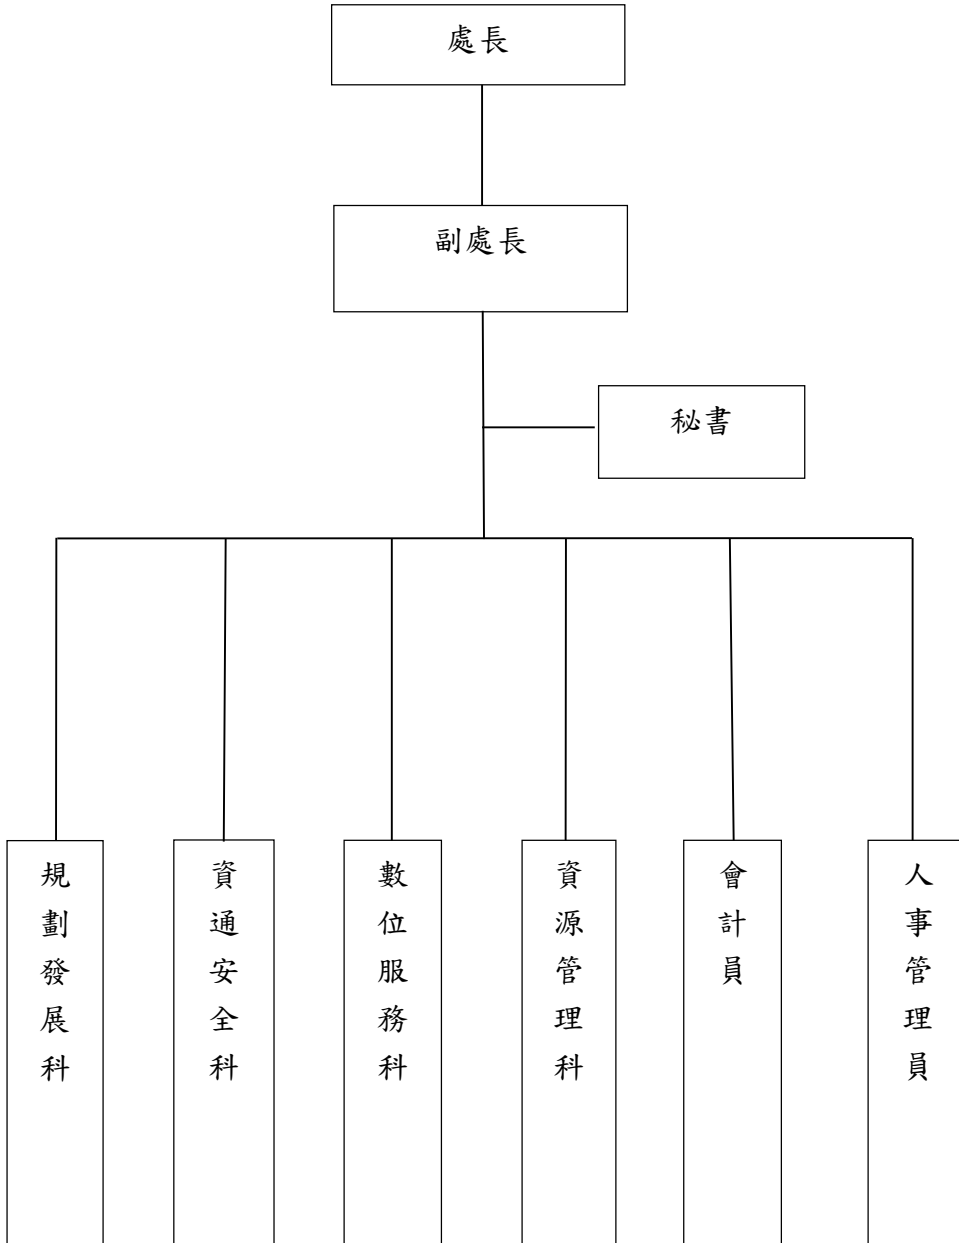 處長
副處長
秘書
規劃發展科
資通安全科
數位服務科
資源管理科
會計員
人事管理員